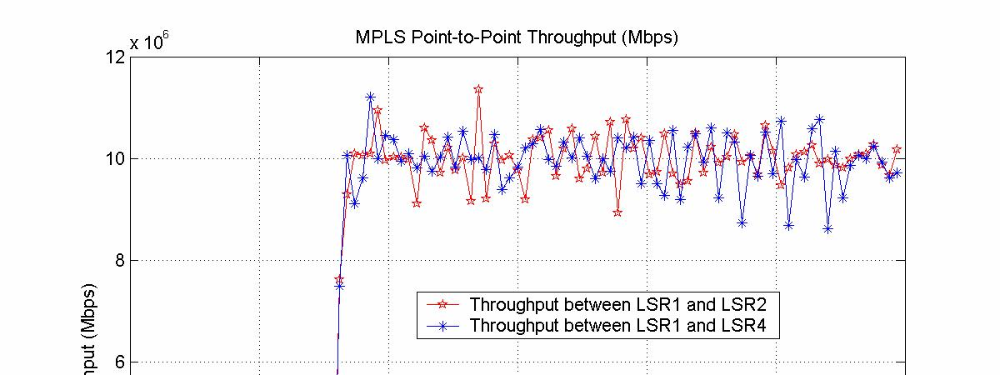 MPLS Point-to-Point Throughput (Mbps)
x 10^6
12
10
8
6
(Mbps)
Throughput between LSR1 and LSR2
Throughput between LSR1 and LSR4